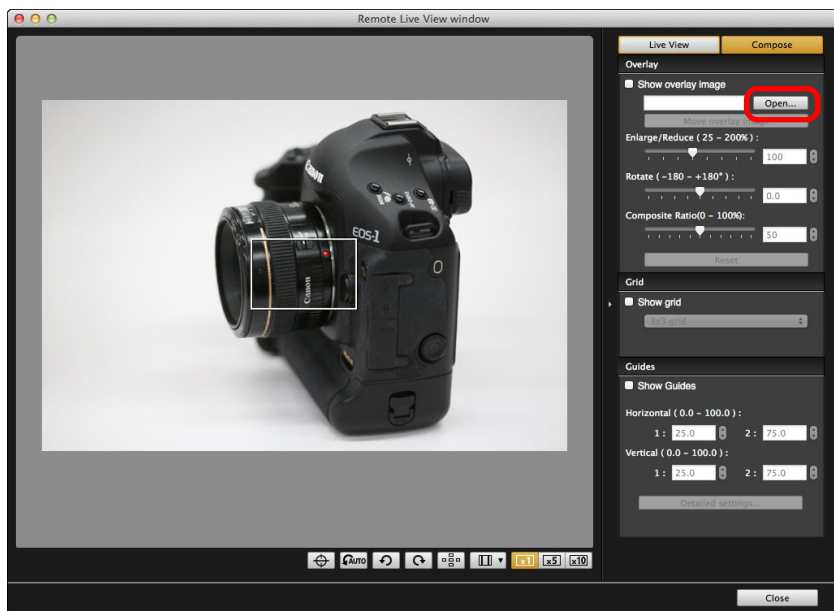 Remote Live View window
Live View
Compose
Overlay
Show overlay image
Open...
Move overlay image
Enlarge/Reduce ( 25 – 200% ) :
100
Rotate ( –180 – +180° ) :
0.0
Composite Ratio(0 – 100%):
50
Reset
Grid
Show grid
3x3 grid
Guides
Show Guides
Horizontal ( 0.0 – 100.0 ) :
1 : 25.0 2 : 75.0
Vertical ( 0.0 – 100.0 ) :
1 : 25.0 2 : 75.0
Detailed settings...
Canon
EOS-1
Canon
AUTO
x1 x5 x10
Close